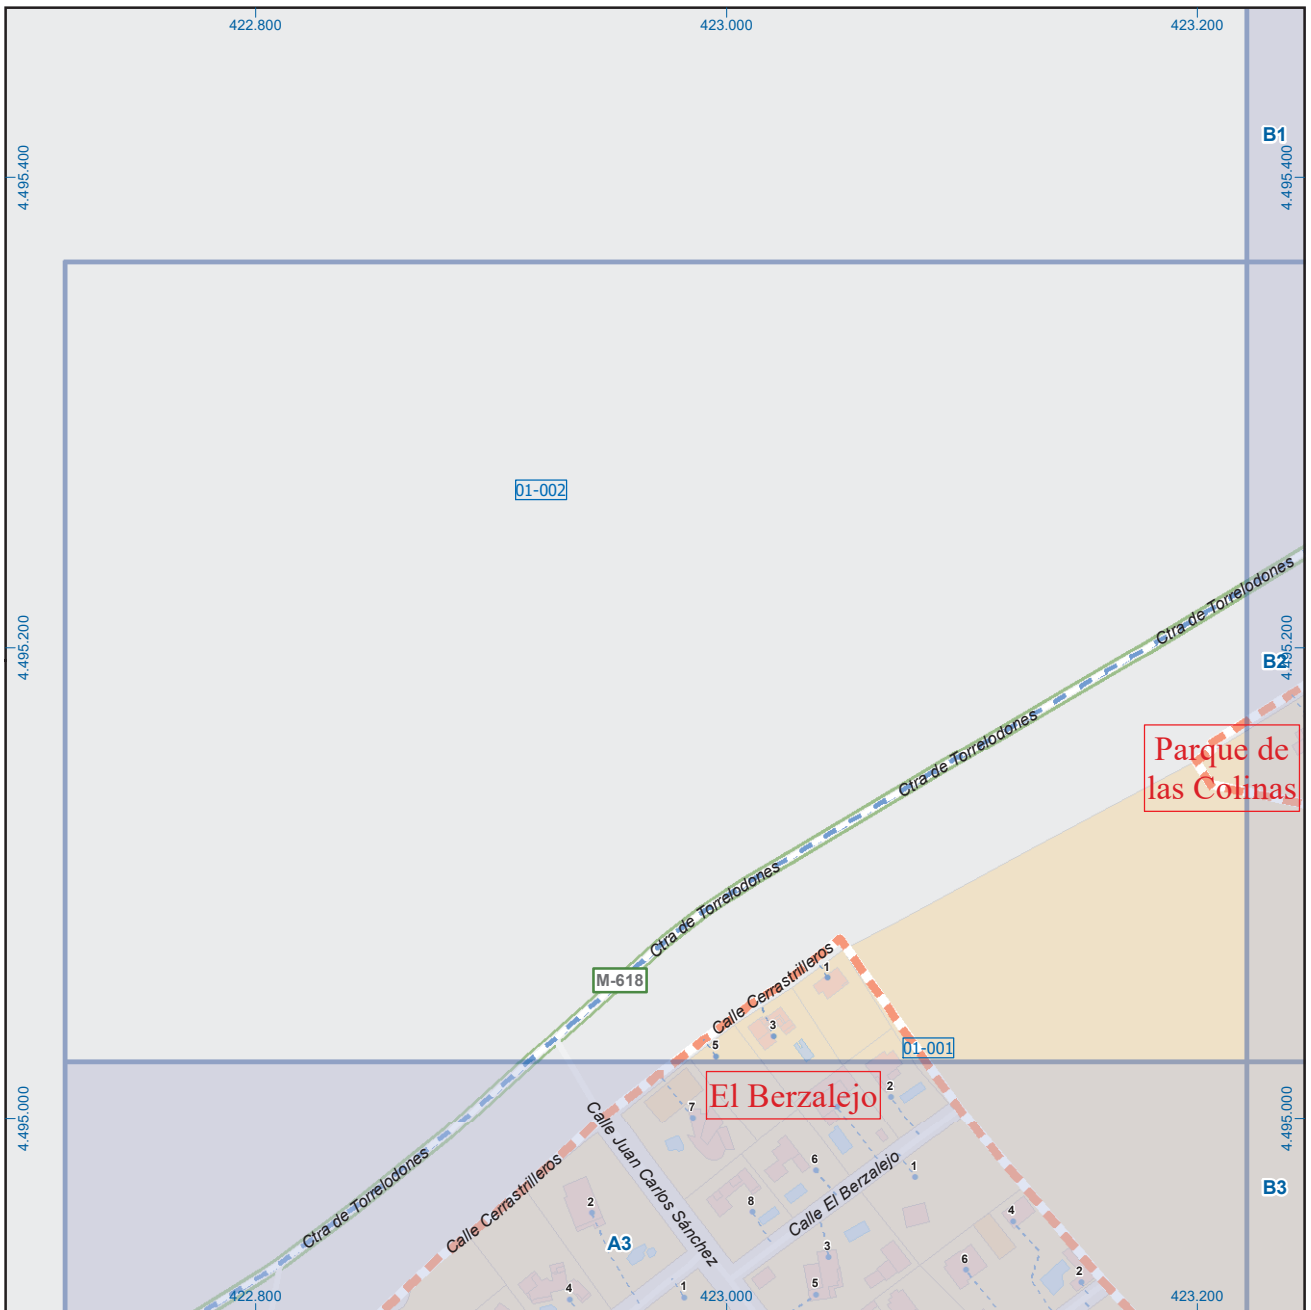 422.800
423.000
423.200
B1
4.495.400
4.495.400
01-002
Ctra de Torrelodones
4.495.200
4.495.200
B2
Ctra de Torrelodones
Parque de
las Colinas
Ctra de Torrelodones
M-618
Calle Cerrastrilleros
1
3
5
01-001
El Berzalejo
2
7
4.495.000
4.495.000
Calle Juan Carlos Sánchez
Ctra de Torrelodones
Calle Cerrastrilleros
6
1
Calle El Berzalejo
B3
2
8
4
A3
3
6
2
4
1
5
422.800
423.000
423.200